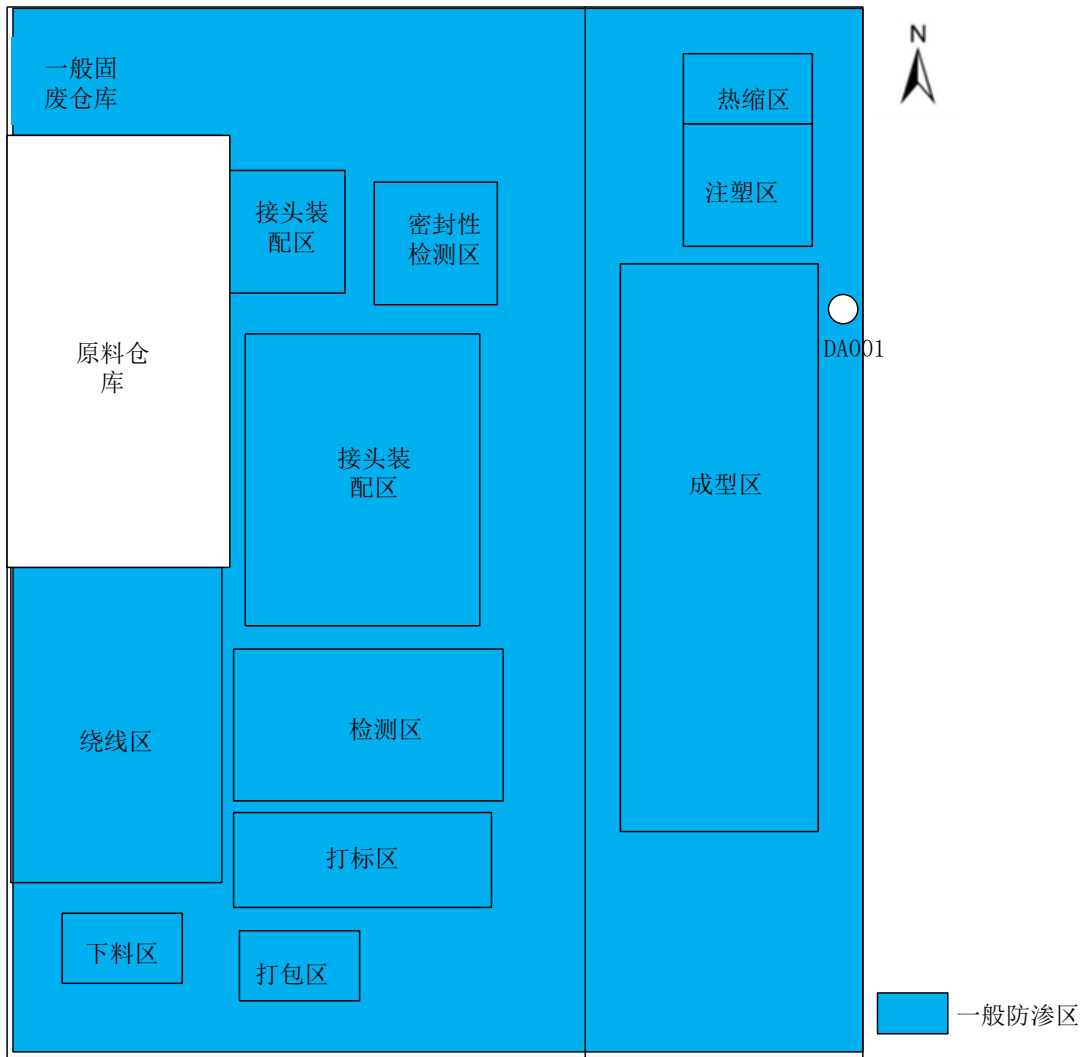 N
一般固
废仓库
热缩区
注塑区
接头装
配区
密封性
检测区
原料仓
库
DA001
接头装
配区
成型区
绕线区
检测区
打标区
下料区
打包区
一般防渗区